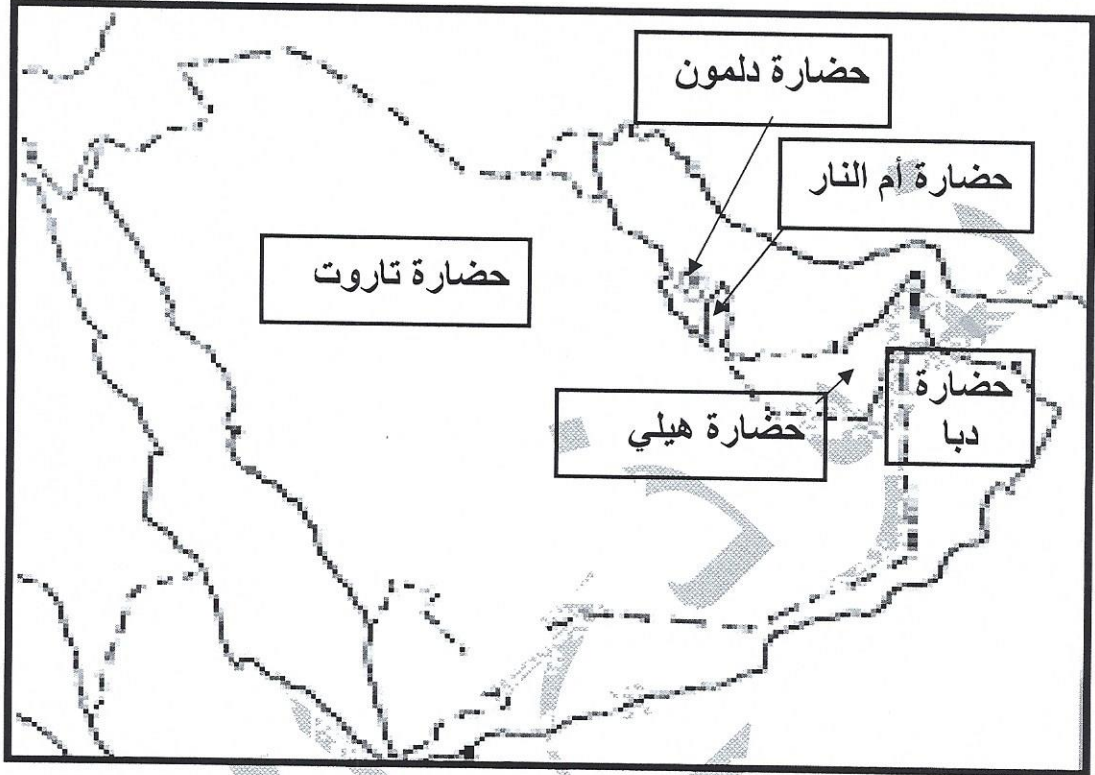 حضارة دلمون
حضارة أم النار
حضارة تاروت
حضارة
دبا
حضارة هيلي